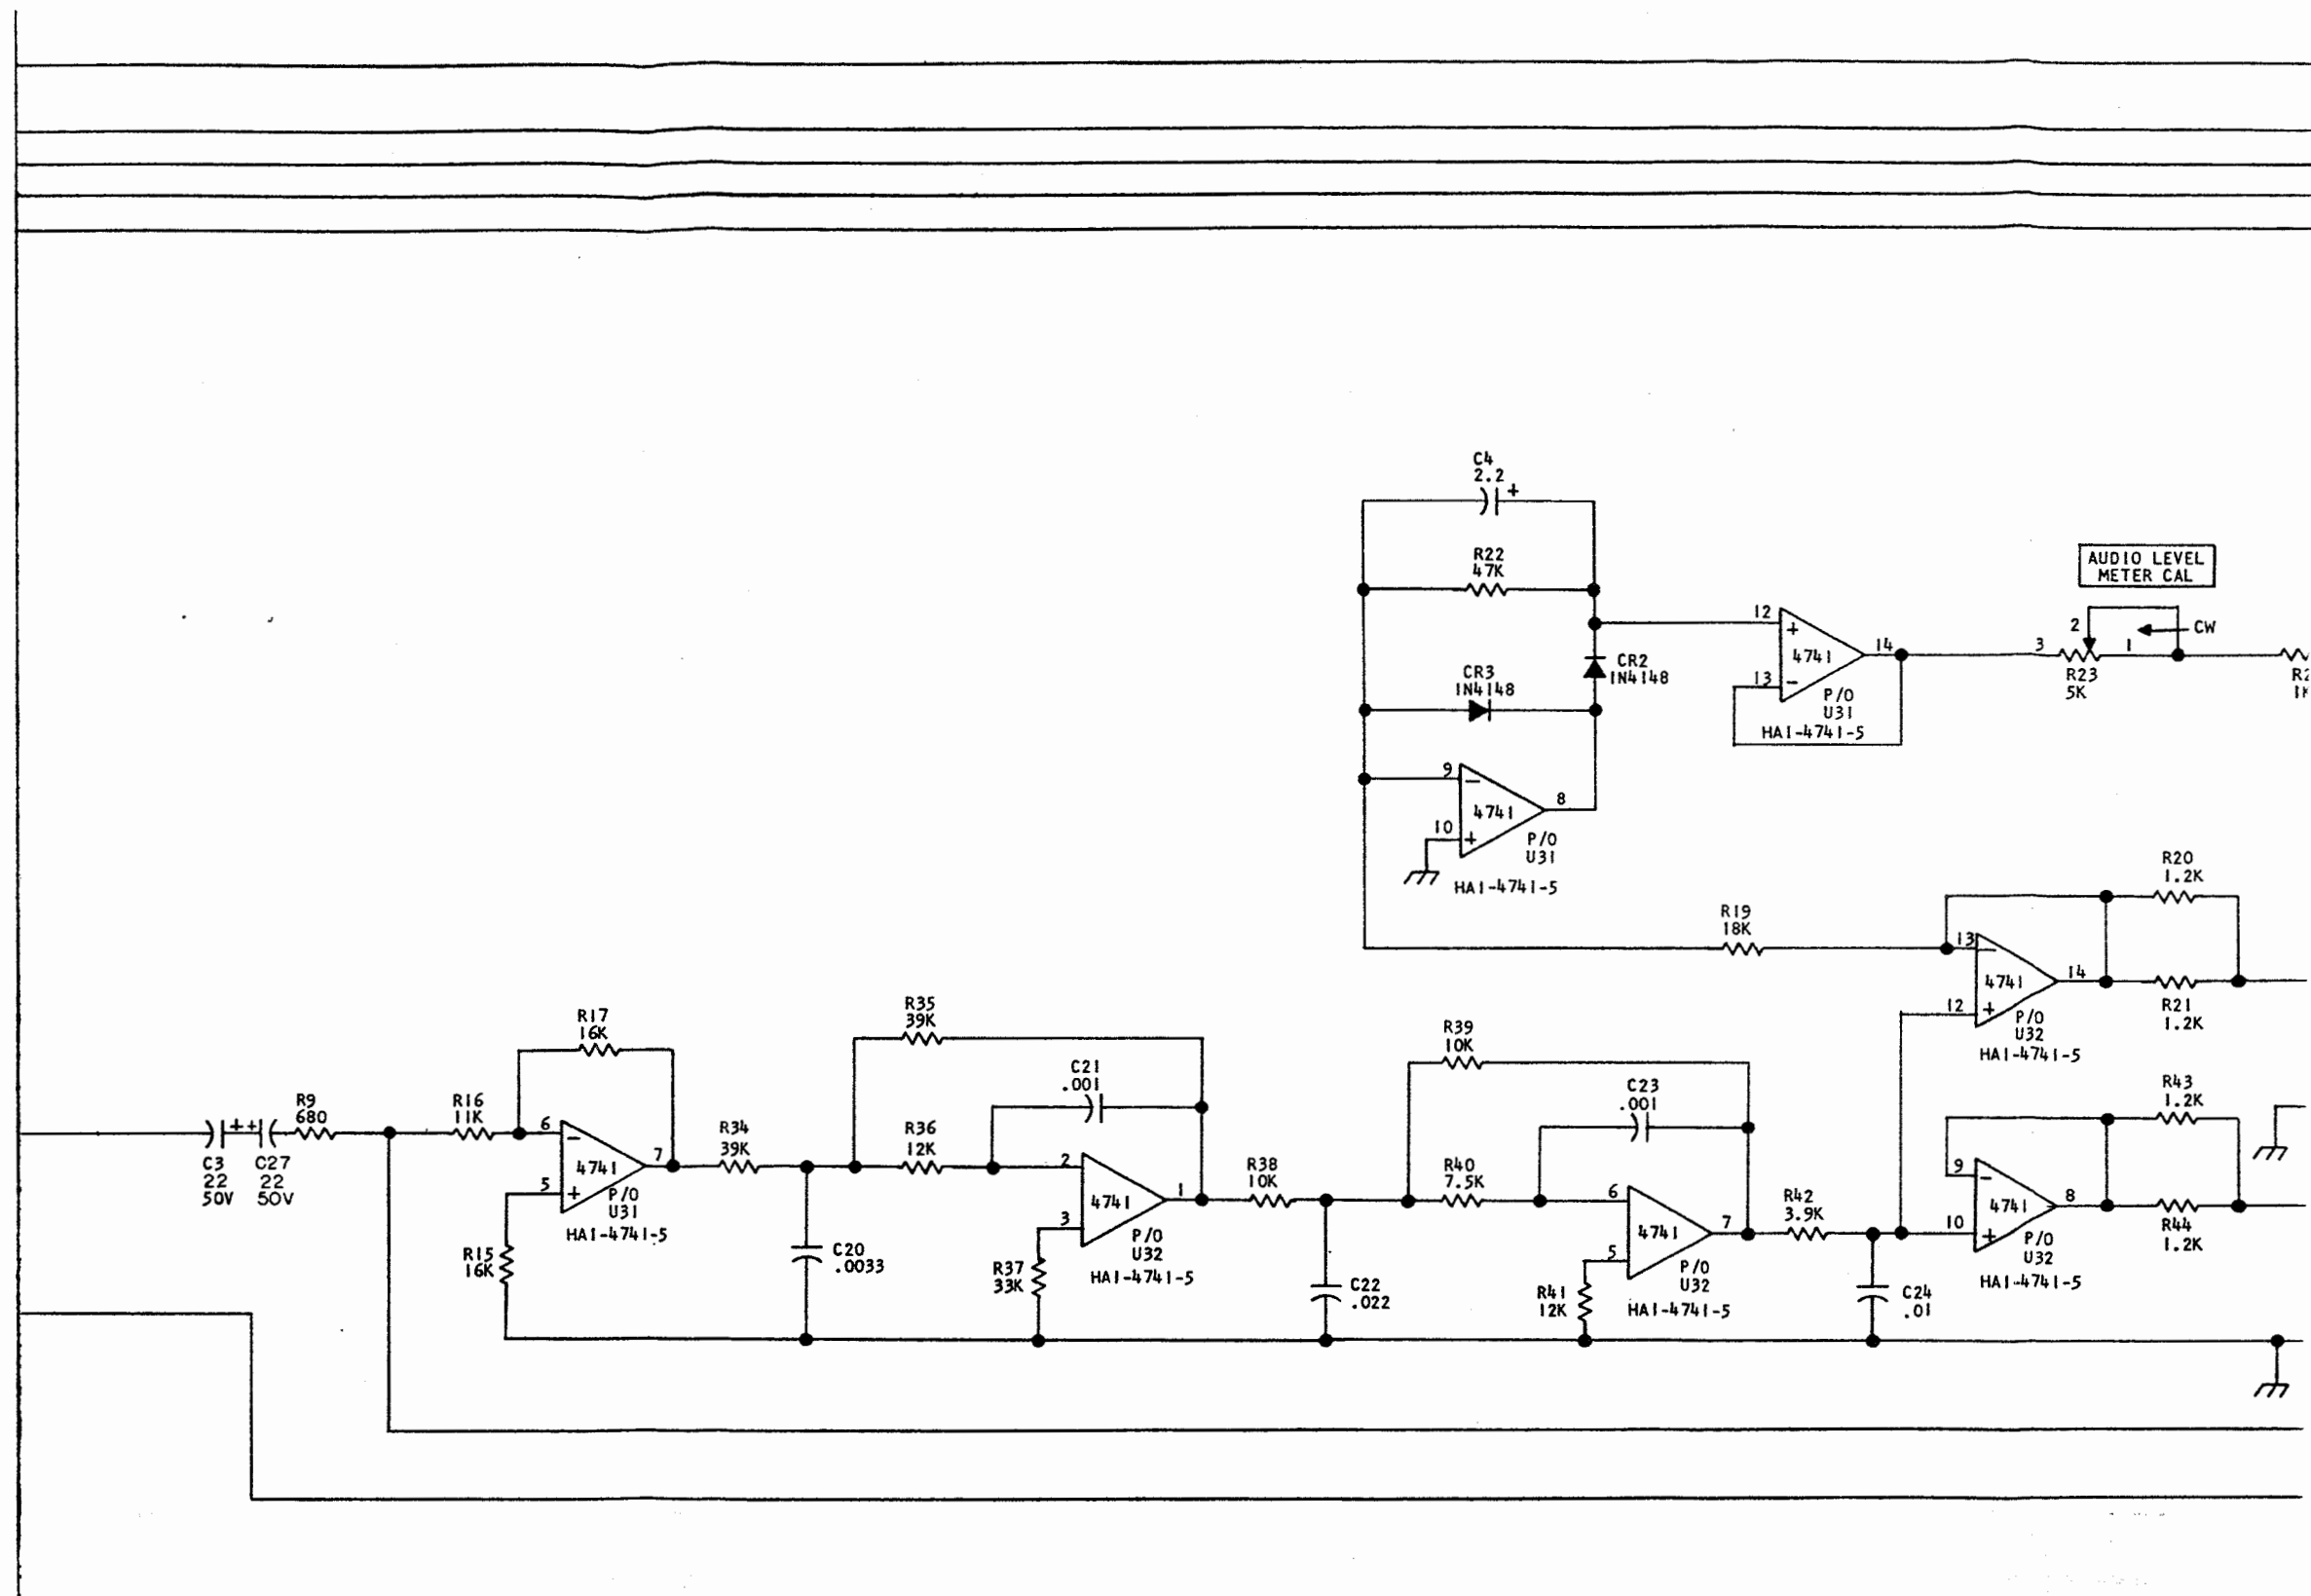 C4
2.2
+
R22
47K
AUDIO LEVEL
METER CAL
12
+
4741
14
13
−
P/O
U31
HA1-4741-5
3
2
1
CW
R23
5K
CR2
1N4148
CR3
1N4148
9
−
4741
8
10
+
P/O
U31
HA1-4741-5
R20
1.2K
R19
18K
13
−
4741
14
12
+
P/O
U32
HA1-4741-5
R21
1.2K
R17
16K
R35
39K
C21
.001
R39
10K
C23
.001
R43
1.2K
C3
22
50V
++
C27
22
50V
R9
680
R16
11K
6
−
4741
7
5
+
P/O
U31
HA1-4741-5
R15
16K
R34
39K
C20
.0033
R36
12K
2
4741
1
3
P/O
U32
HA1-4741-5
R37
33K
R38
10K
C22
.022
R40
7.5K
6
4741
7
5
P/O
U32
HA1-4741-5
R41
12K
R42
3.9K
C24
.01
9
−
4741
8
10
+
P/O
U32
HA1-4741-5
R44
1.2K